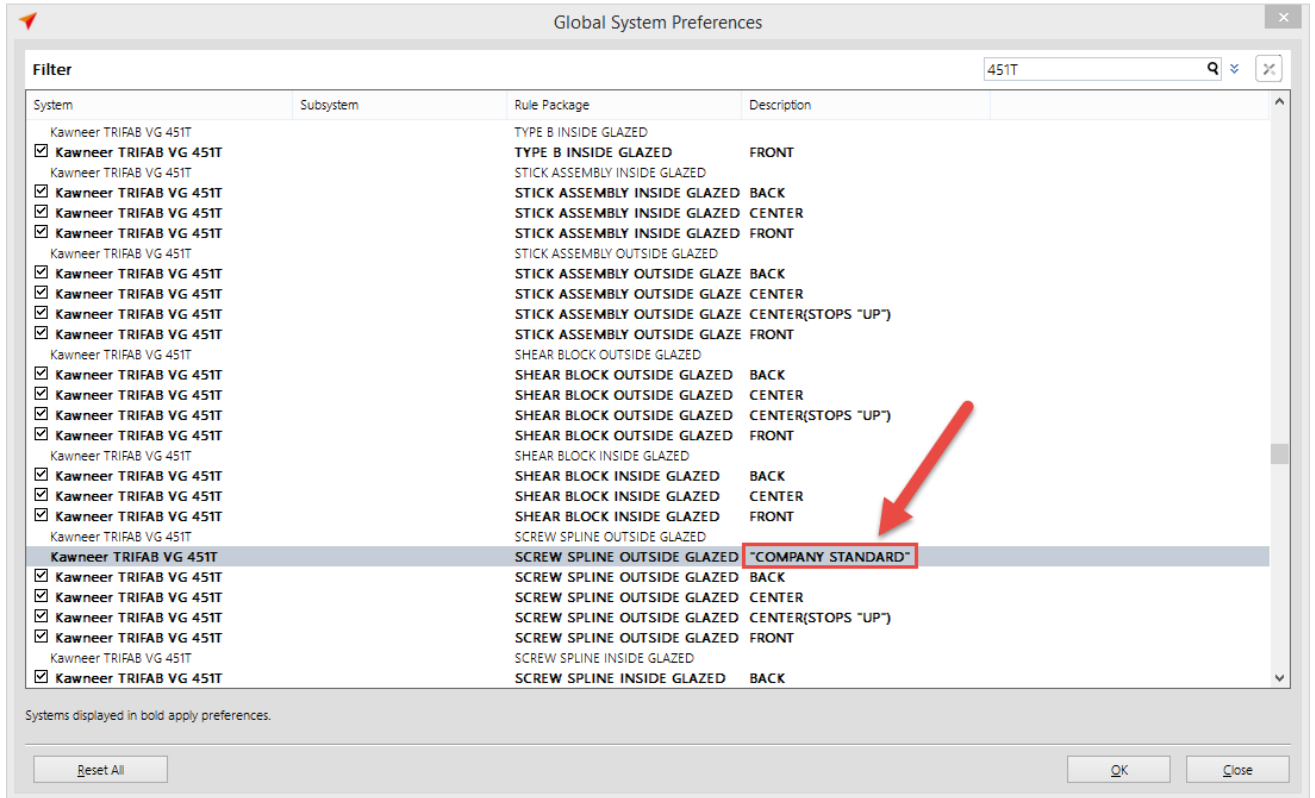 Global System Preferences
Filter 451T
System Subsystem Rule Package Description
Kawneer TRIFAB VG 451T TYPE B INSIDE GLAZED
Kawneer TRIFAB VG 451T TYPE B INSIDE GLAZED FRONT
Kawneer TRIFAB VG 451T STICK ASSEMBLY INSIDE GLAZED
Kawneer TRIFAB VG 451T STICK ASSEMBLY INSIDE GLAZED BACK
Kawneer TRIFAB VG 451T STICK ASSEMBLY INSIDE GLAZED CENTER
Kawneer TRIFAB VG 451T STICK ASSEMBLY INSIDE GLAZED FRONT
Kawneer TRIFAB VG 451T STICK ASSEMBLY OUTSIDE GLAZED
Kawneer TRIFAB VG 451T STICK ASSEMBLY OUTSIDE GLAZE BACK
Kawneer TRIFAB VG 451T STICK ASSEMBLY OUTSIDE GLAZE CENTER
Kawneer TRIFAB VG 451T STICK ASSEMBLY OUTSIDE GLAZE CENTER(STOPS "UP")
Kawneer TRIFAB VG 451T STICK ASSEMBLY OUTSIDE GLAZE FRONT
Kawneer TRIFAB VG 451T SHEAR BLOCK OUTSIDE GLAZED
Kawneer TRIFAB VG 451T SHEAR BLOCK OUTSIDE GLAZED BACK
Kawneer TRIFAB VG 451T SHEAR BLOCK OUTSIDE GLAZED CENTER
Kawneer TRIFAB VG 451T SHEAR BLOCK OUTSIDE GLAZED CENTER(STOPS "UP")
Kawneer TRIFAB VG 451T SHEAR BLOCK OUTSIDE GLAZED FRONT
Kawneer TRIFAB VG 451T SHEAR BLOCK INSIDE GLAZED
Kawneer TRIFAB VG 451T SHEAR BLOCK INSIDE GLAZED BACK
Kawneer TRIFAB VG 451T SHEAR BLOCK INSIDE GLAZED CENTER
Kawneer TRIFAB VG 451T SHEAR BLOCK INSIDE GLAZED FRONT
Kawneer TRIFAB VG 451T SCREW SPLINE OUTSIDE GLAZED
Kawneer TRIFAB VG 451T SCREW SPLINE OUTSIDE GLAZED "COMPANY STANDARD"
Kawneer TRIFAB VG 451T SCREW SPLINE OUTSIDE GLAZED BACK
Kawneer TRIFAB VG 451T SCREW SPLINE OUTSIDE GLAZED CENTER
Kawneer TRIFAB VG 451T SCREW SPLINE OUTSIDE GLAZED CENTER(STOPS "UP")
Kawneer TRIFAB VG 451T SCREW SPLINE OUTSIDE GLAZED FRONT
Kawneer TRIFAB VG 451T SCREW SPLINE INSIDE GLAZED
Kawneer TRIFAB VG 451T SCREW SPLINE INSIDE GLAZED BACK
Systems displayed in bold apply preferences.
Reset All OK Close